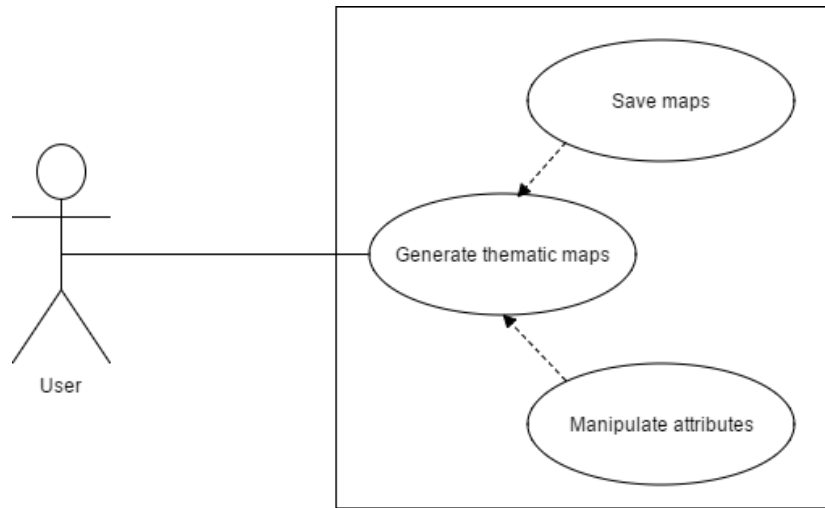 Save maps
Generate thematic maps
User
Manipulate attributes